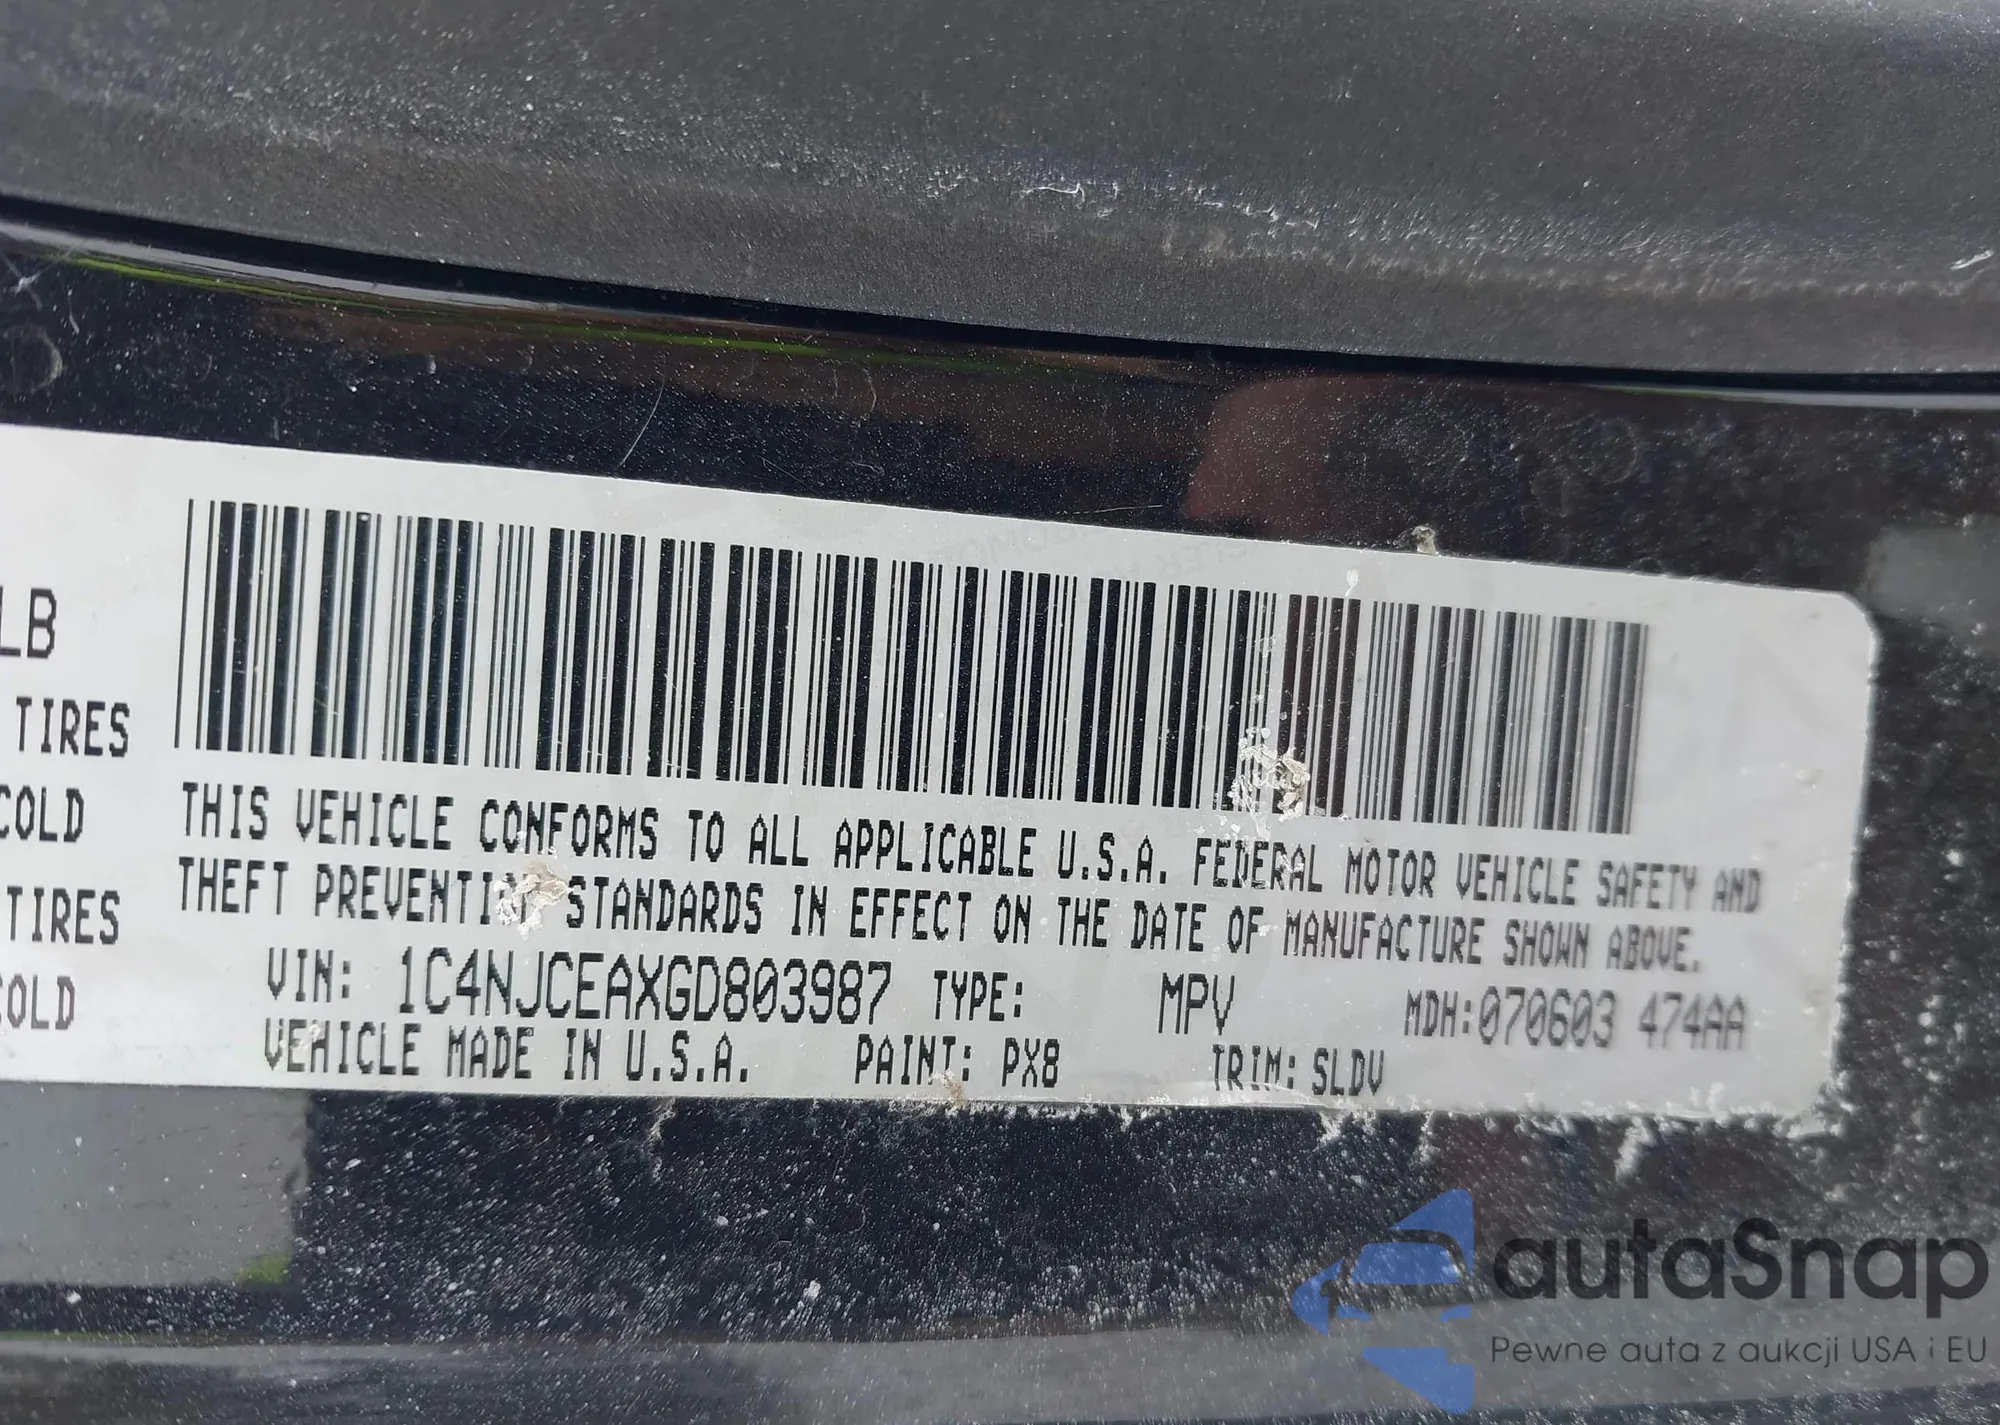 LB
TIRES
COLD
TIRES
COLD
THIS VEHICLE CONFORMS TO ALL APPLICABLE U.S.A. FEDERAL MOTOR VEHICLE SAFETY AND
THEFT PREVENTION STANDARDS IN EFFECT ON THE DATE OF MANUFACTURE SHOWN ABOVE.
VIN: 1C4NJCEAXGD803987 TYPE: MPV MDH:070603 474AA
VEHICLE MADE IN U.S.A. PAINT: PX8 TRIM: SLDV
autaSnap
Pewne auta z aukcji USA i EU